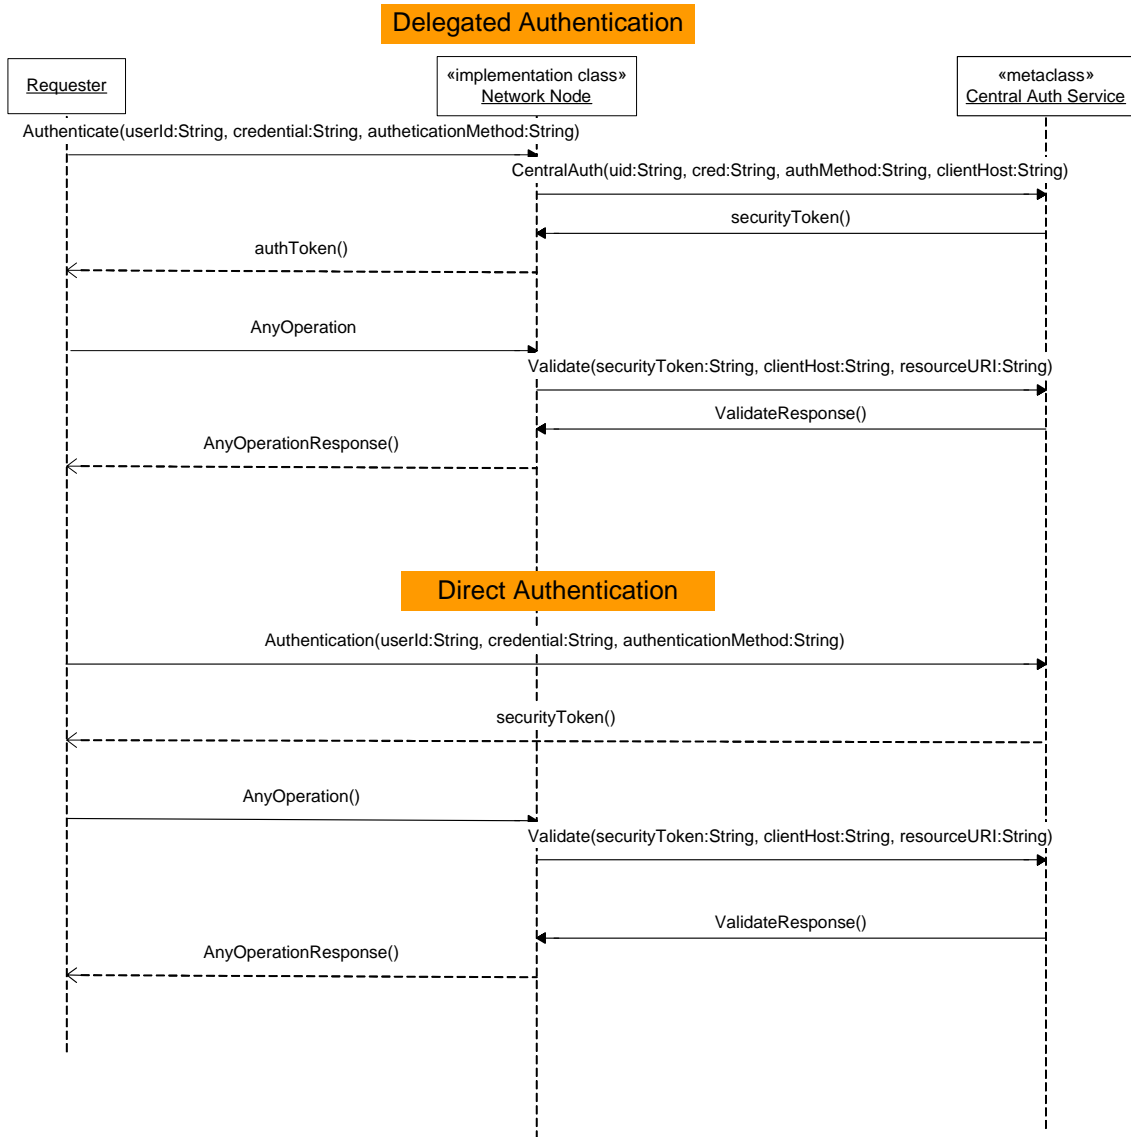 Delegated Authentication
Requester
«implementation class»
Network Node
«metaclass»
Central Auth Service
Authenticate(userId:String, credential:String, autheticationMethod:String)
CentralAuth(uid:String, cred:String, authMethod:String, clientHost:String)
securityToken()
authToken()
AnyOperation
Validate(securityToken:String, clientHost:String, resourceURI:String)
ValidateResponse()
AnyOperationResponse()
Direct Authentication
Authentication(userId:String, credential:String, authenticationMethod:String)
securityToken()
AnyOperation()
Validate(securityToken:String, clientHost:String, resourceURI:String)
ValidateResponse()
AnyOperationResponse()